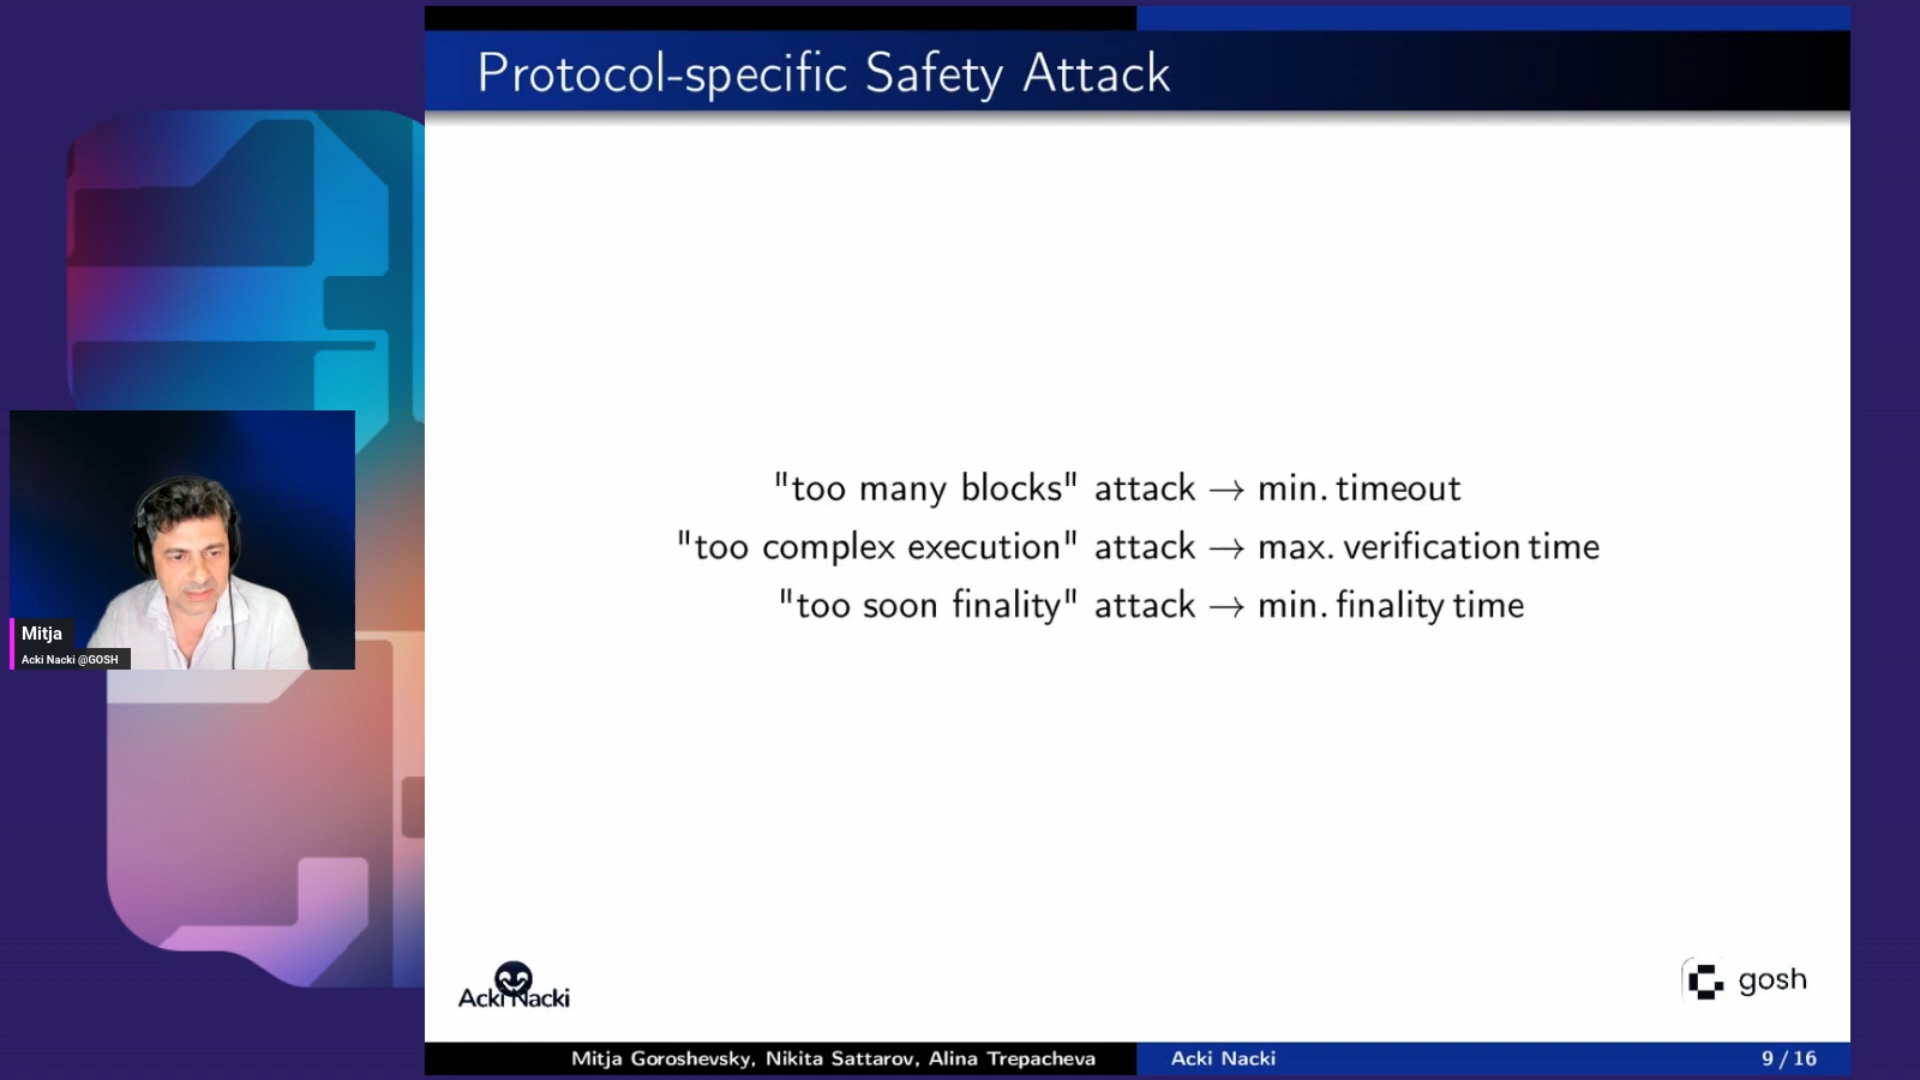 Protocol-specific Safety Attack
"too many blocks" attack → min. timeout
"too complex execution" attack → max. verification time
"too soon finality" attack → min. finality time
Mitja
Acki Nacki @GOSH
Acki Nacki
gosh
Mitja Goroshevsky, Nikita Sattarov, Alina Trepacheva
Acki Nacki
9 / 16